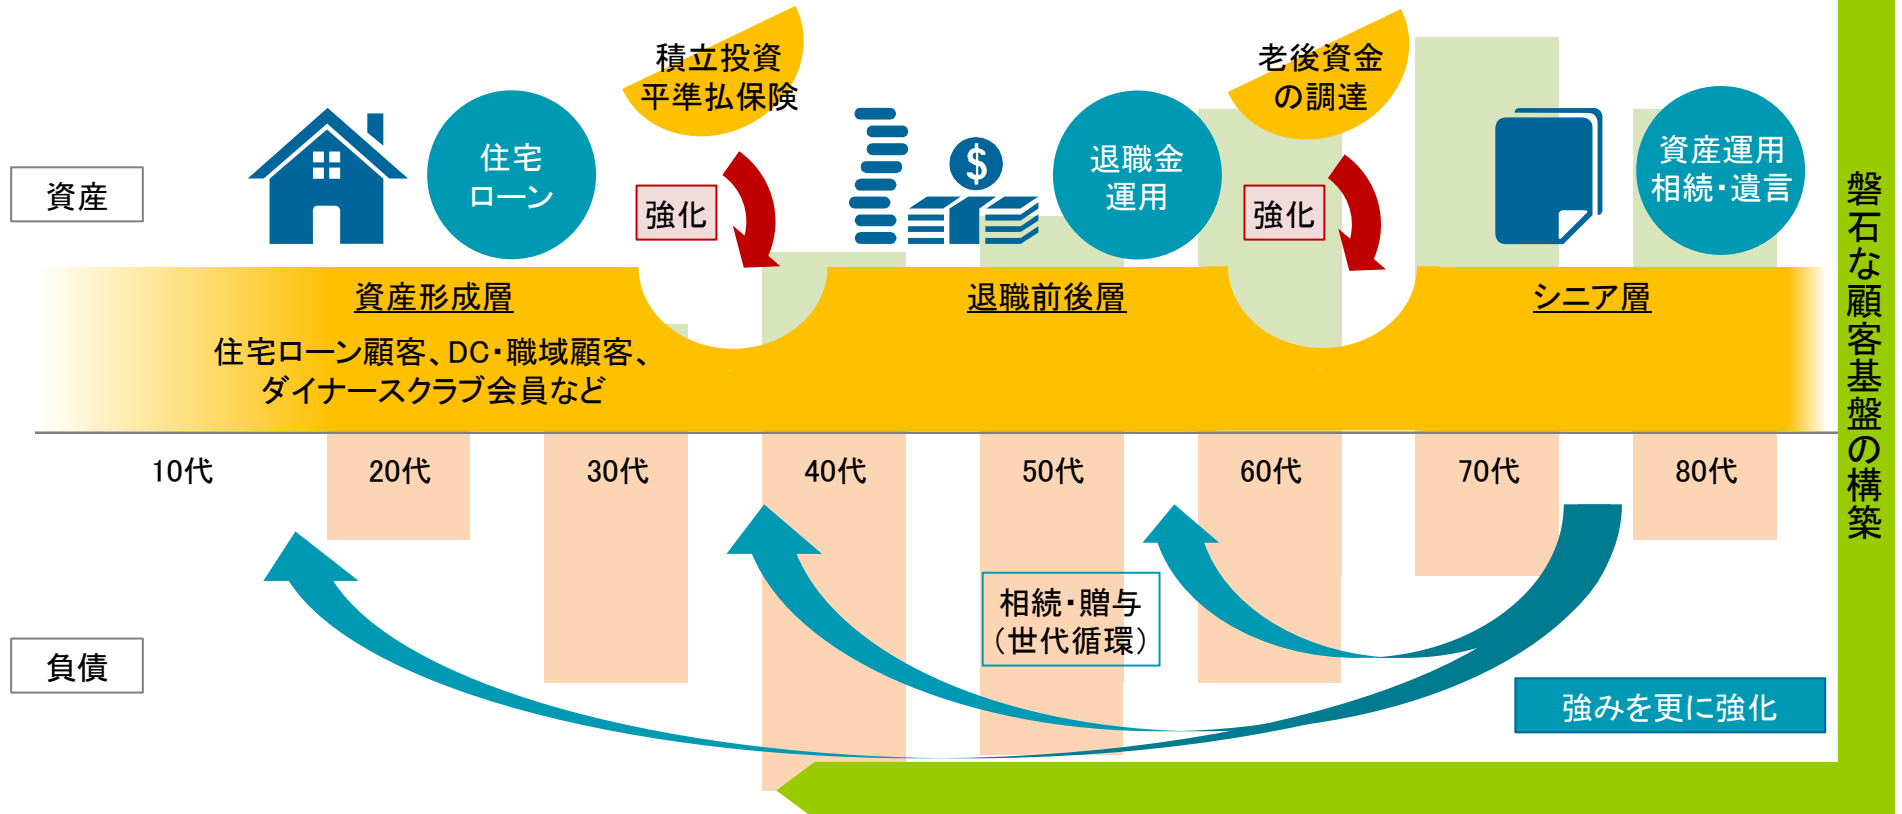 積立投資
平準払保険
老後資金
の調達
住宅
ローン
退職金
運用
資産運用
相続・遺言
資産
強化
強化
$
資産形成層
退職前後層
シニア層
住宅ローン顧客、DC・職域顧客、
ダイナースクラブ会員など
10代
20代
30代
40代
50代
60代
70代
80代
相続・贈与
（世代循環）
負債
強みを更に強化
磐石な顧客基盤の構築